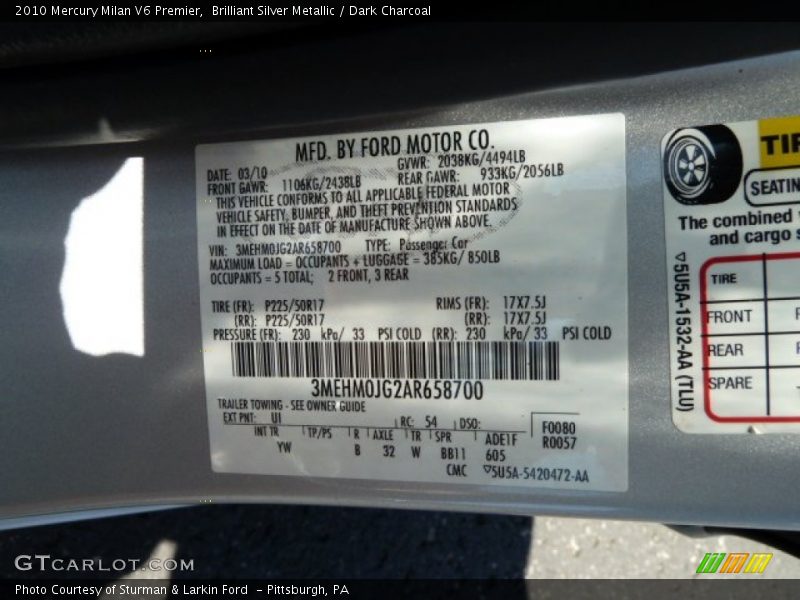 2010 Mercury Milan V6 Premier, Brilliant Silver Metallic / Dark Charcoal
MFD. BY FORD MOTOR CO.
DATE: 03/10 GVWR: 2038KG/4494LB
FRONT GAWR: 1106KG/2438LB REAR GAWR: 933KG/2056LB
THIS VEHICLE CONFORMS TO ALL APPLICABLE FEDERAL MOTOR
VEHICLE SAFETY, BUMPER, AND THEFT PREVENTION STANDARDS
IN EFFECT ON THE DATE OF MANUFACTURE SHOWN ABOVE.
VIN: 3MEHM0JG2AR658700 TYPE: Passenger Car
MAXIMUM LOAD = OCCUPANTS + LUGGAGE = 385KG/ 850LB
OCCUPANTS = 5 TOTAL; 2 FRONT, 3 REAR
TIRE (FR): P225/50R17 RIMS (FR): 17X7.5J
(RR): P225/50R17 (RR): 17X7.5J
PRESSURE (FR): 230 kPa/ 33 PSI COLD (RR): 230 kPa/ 33 PSI COLD
3MEHM0JG2AR658700
TRAILER TOWING - SEE OWNER GUIDE
EXT PNT: UI RC: 54 DSO: F0080
INT TR TP/PS R AXLE TR SPR ADE1F R0057
YW B 32 W BB11 605
CMC ▽5U5A-5420472-AA
TIR
SEATIN
The combined
and cargo s
▽5U5A-1532-AA (TLU)
TIRE
FRONT
REAR
SPARE
GTCARLOT.COM
Photo Courtesy of Sturman & Larkin Ford - Pittsburgh, PA